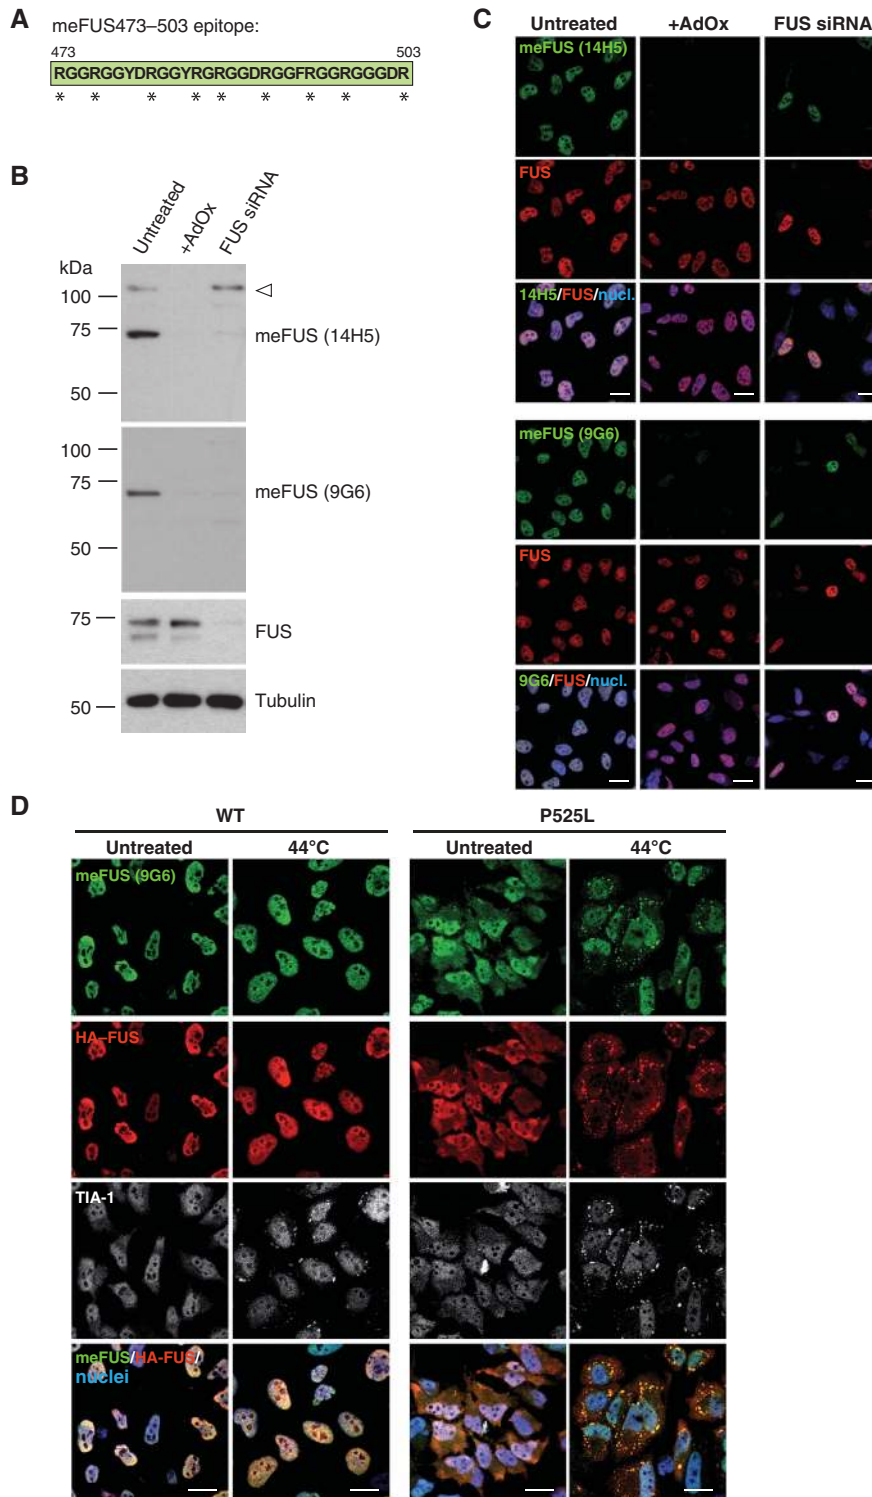 A
meFUS473–503 epitope:
473 503
RGGRGGYDRGGYRGRGGDRGGFRGGRGGGDR
* * * * * * * * *
B
Untreated
+AdOx
FUS siRNA
kDa
100
75
meFUS (14H5)
50
100
75
meFUS (9G6)
50
75
FUS
50
Tubulin
C
Untreated +AdOx FUS siRNA
meFUS (14H5)
FUS
14H5/FUS/nucl.
meFUS (9G6)
FUS
9G6/FUS/nucl.
D
WT P525L
Untreated 44°C Untreated 44°C
meFUS (9G6)
HA–FUS
TIA-1
meFUS/HA-FUS/
nuclei